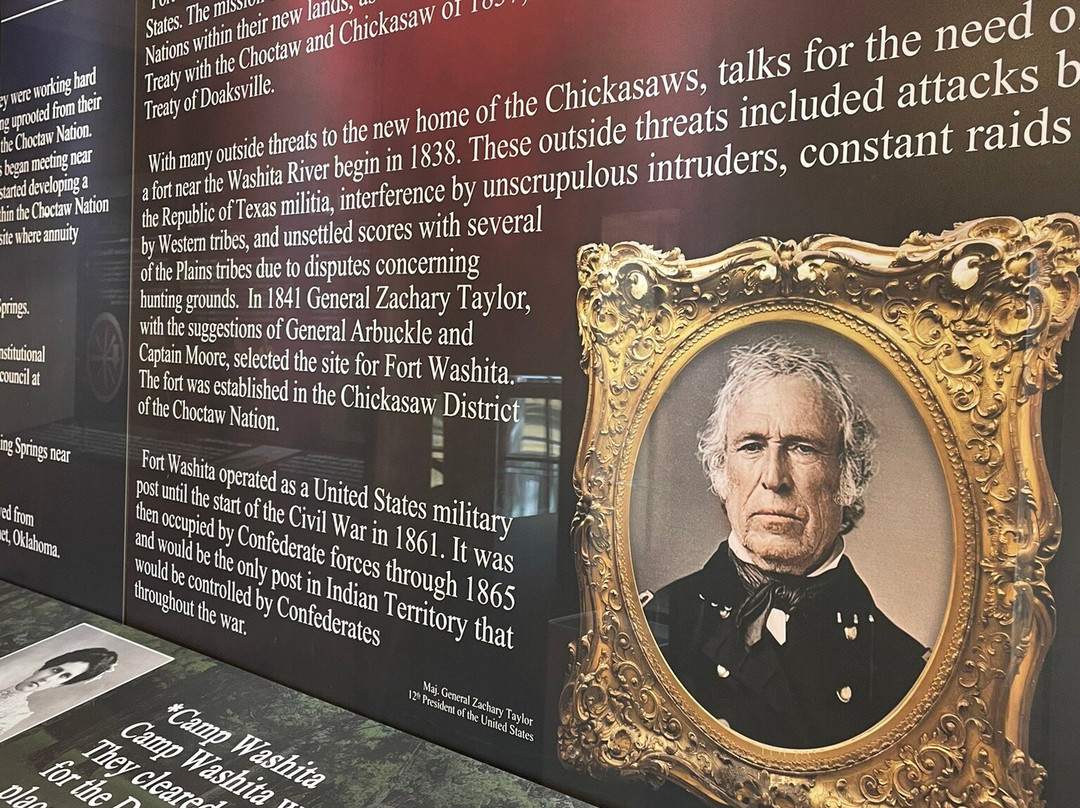 States. The mission
Nations within their new lands, as
Treaty with the Choctaw and Chickasaw of 1837,
Treaty of Doaksville.
With many outside threats to the new home of the Chickasaws, talks for the need o
a fort near the Washita River begin in 1838. These outside threats included attacks b
the Republic of Texas militia, interference by unscrupulous intruders, constant raids
by Western tribes, and unsettled scores with several
of the Plains tribes due to disputes concerning
hunting grounds. In 1841 General Zachary Taylor,
with the suggestions of General Arbuckle and
Captain Moore, selected the site for Fort Washita.
The fort was established in the Chickasaw District
of the Choctaw Nation.
Fort Washita operated as a United States military
post until the start of the Civil War in 1861. It was
then occupied by Confederate forces through 1865
and would be the only post in Indian Territory that
would be controlled by Confederates
throughout the war.
Maj. General Zachary Taylor
12th President of the United States
ey were working hard
ng uprooted from their
the Choctaw Nation.
s began meeting near
started developing a
thin the Choctaw Nation
site where annuity
Springs.
nstitutional
council at
ing Springs near
ved from
et, Oklahoma.
*Camp Washita
Camp Washita W
They cleared
for the D
plac